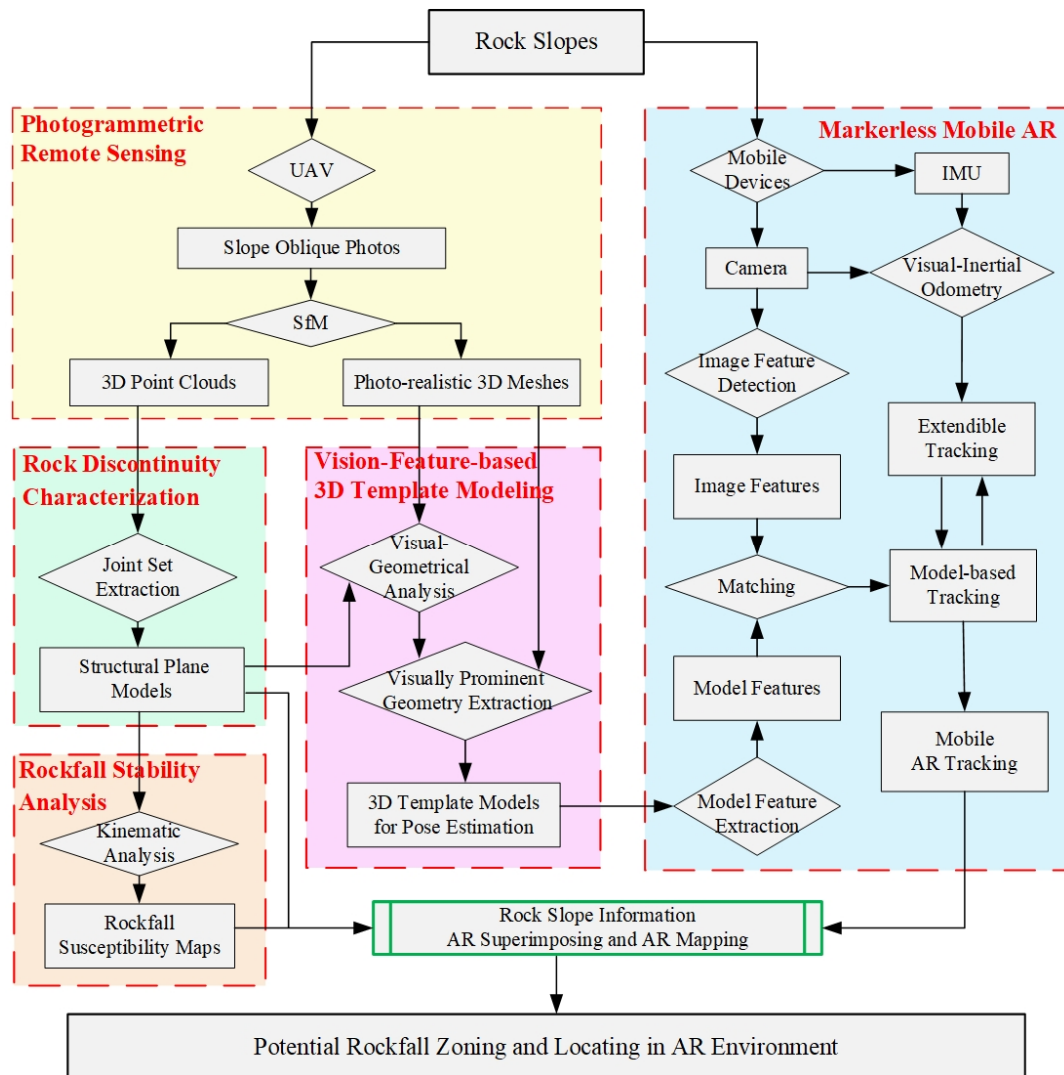 Rock Slopes
Photogrammetric
Remote Sensing
UAV
Slope Oblique Photos
SfM
3D Point Clouds
Photo-realistic 3D Meshes
Rock Discontinuity
Characterization
Joint Set
Extraction
Structural Plane
Models
Rockfall Stability
Analysis
Kinematic
Analysis
Rockfall
Susceptibility Maps
Vision-Feature-based
3D Template Modeling
Visual-
Geometrical
Analysis
Visually Prominent
Geometry Extraction
3D Template Models
for Pose Estimation
Markerless Mobile AR
Mobile
Devices
IMU
Camera
Visual-Inertial
Odometry
Image Feature
Detection
Extendible
Tracking
Image Features
Matching
Model-based
Tracking
Model Features
Mobile
AR Tracking
Model Feature
Extraction
Rock Slope Information
AR Superimposing and AR Mapping
Potential Rockfall Zoning and Locating in AR Environment